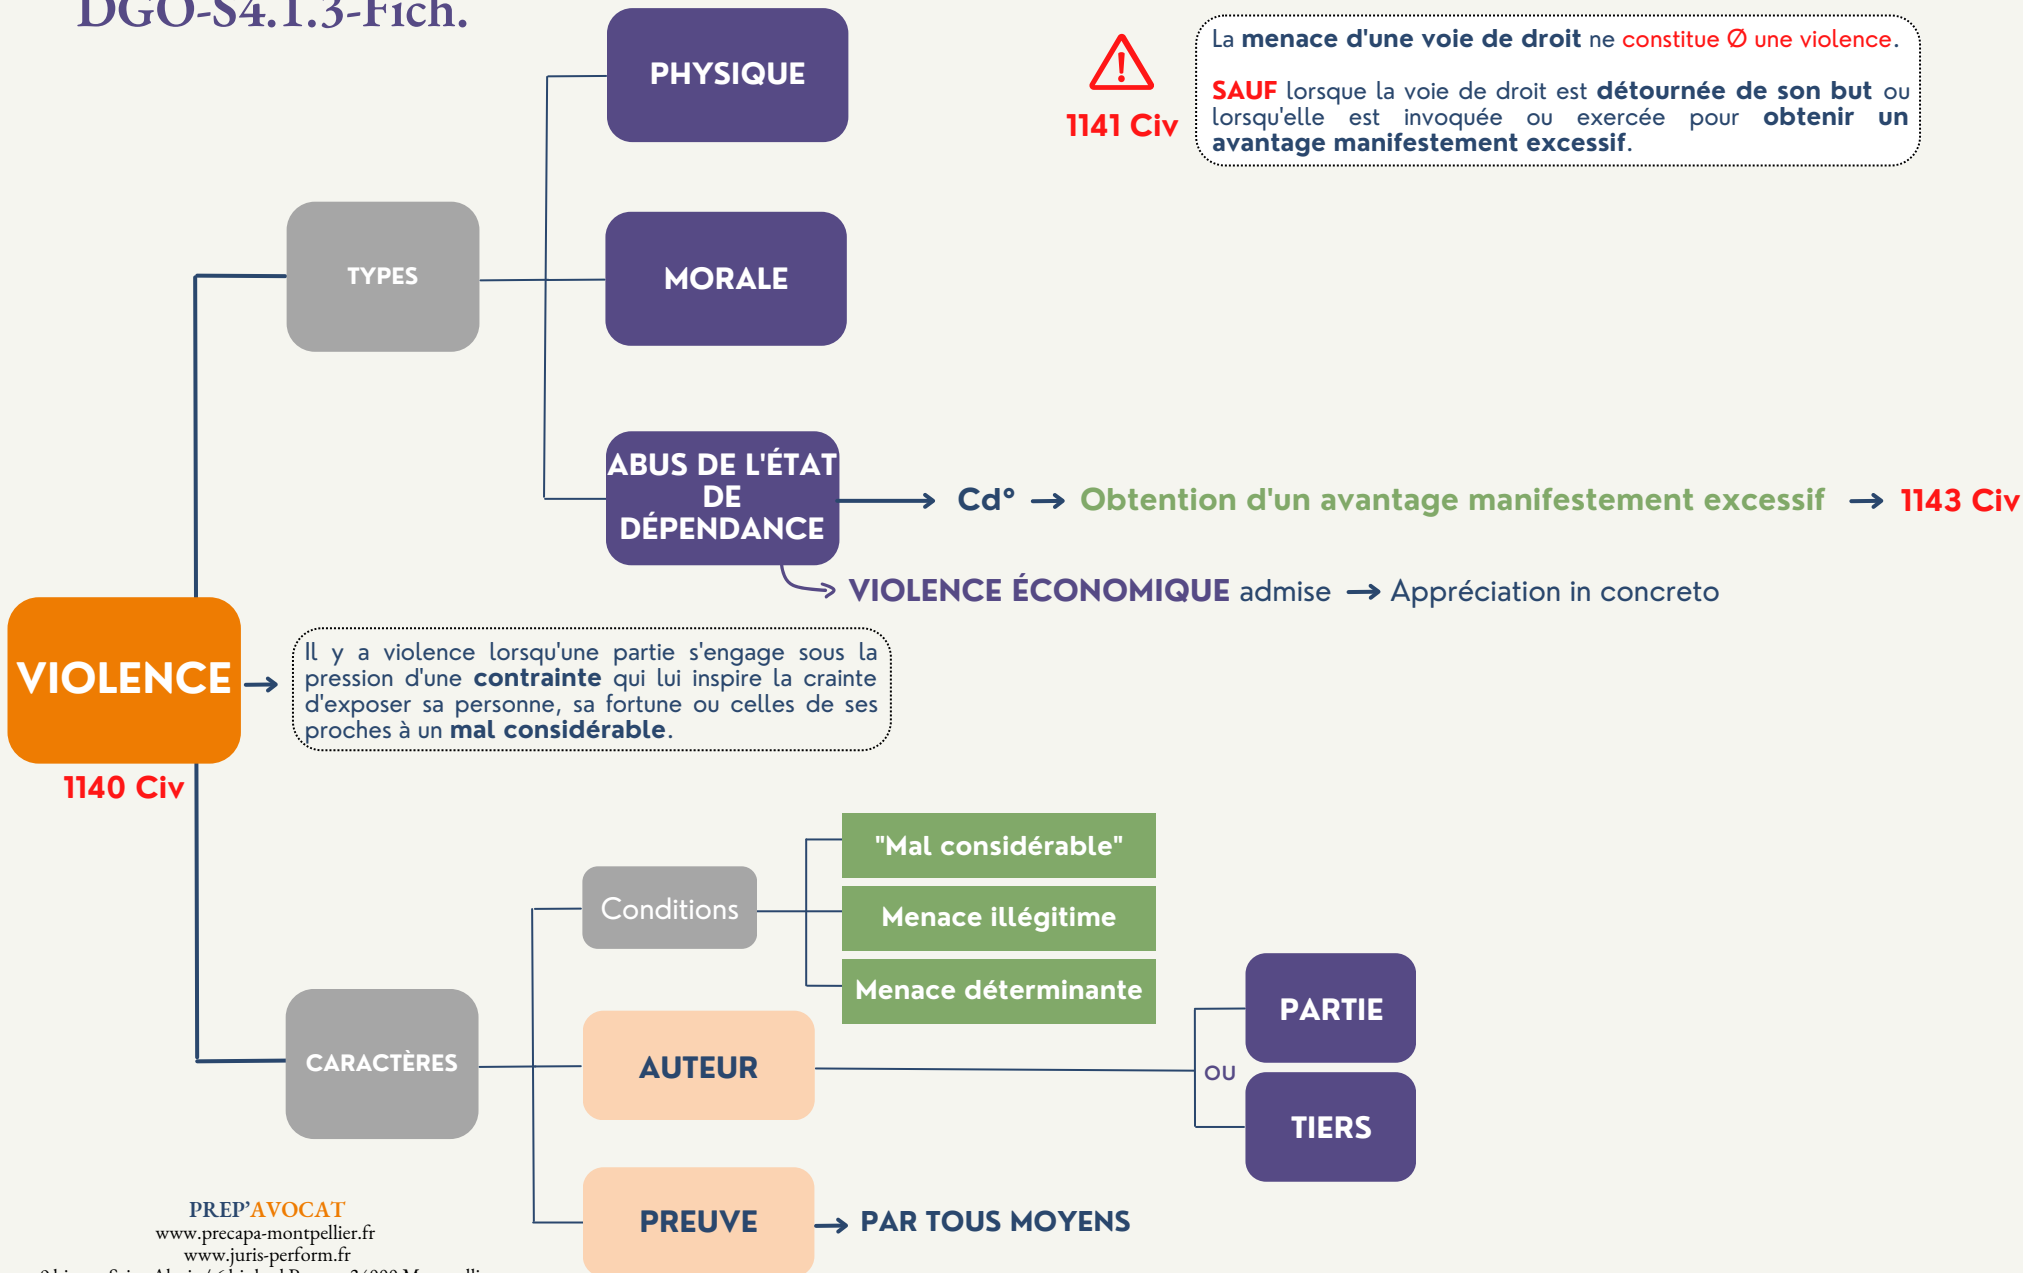 DGO-S4.1.3-Fich.
PHYSIQUE
1141 Civ
La menace d'une voie de droit ne constitue Ø une violence.
SAUF lorsque la voie de droit est détournée de son but ou
lorsqu'elle est invoquée ou exercée pour obtenir un
avantage manifestement excessif.
TYPES
MORALE
ABUS DE L'ÉTAT
DE
DÉPENDANCE
Cd° → Obtention d'un avantage manifestement excessif → 1143 Civ
VIOLENCE ÉCONOMIQUE admise → Appréciation in concreto
VIOLENCE
1140 Civ
Il y a violence lorsqu'une partie s'engage sous la
pression d'une contrainte qui lui inspire la crainte
d'exposer sa personne, sa fortune ou celles de ses
proches à un mal considérable.
CARACTÈRES
Conditions
"Mal considérable"
Menace illégitime
Menace déterminante
AUTEUR
PARTIE
OU
TIERS
PREUVE
PAR TOUS MOYENS
PREP'AVOCAT
www.precapa-montpellier.fr
www.juris-perform.fr